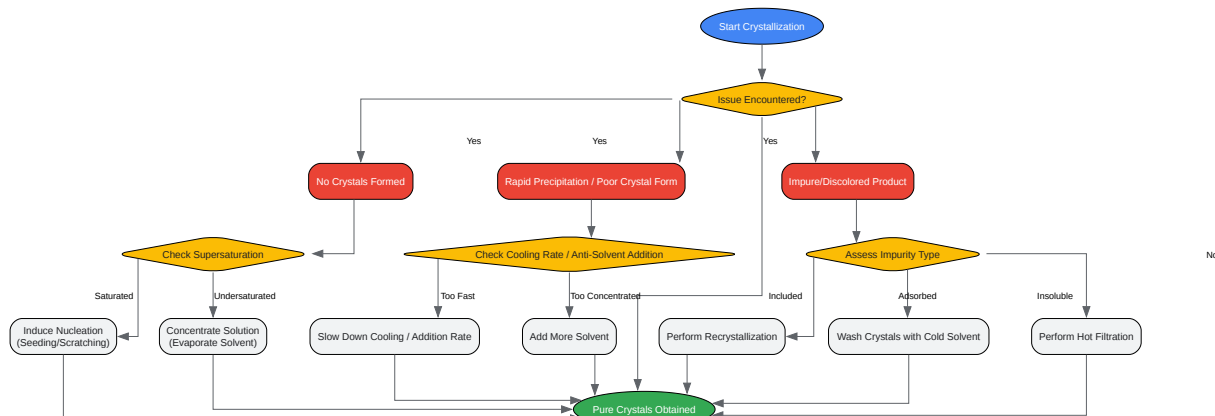 Start Crystallization
Issue Encountered?
Yes
Yes
Yes
No Crystals Formed
Rapid Precipitation / Poor Crystal Form
Impure/Discolored Product
Check Supersaturation
Check Cooling Rate / Anti-Solvent Addition
Assess Impurity Type
No
Saturated
Undersaturated
Too Fast
Too Concentrated
Included
Adsorbed
Insoluble
Induce Nucleation
(Seeding/Scratching)
Concentrate Solution
(Evaporate Solvent)
Slow Down Cooling / Addition Rate
Add More Solvent
Perform Recrystallization
Wash Crystals with Cold Solvent
Perform Hot Filtration
Pure Crystals Obtained